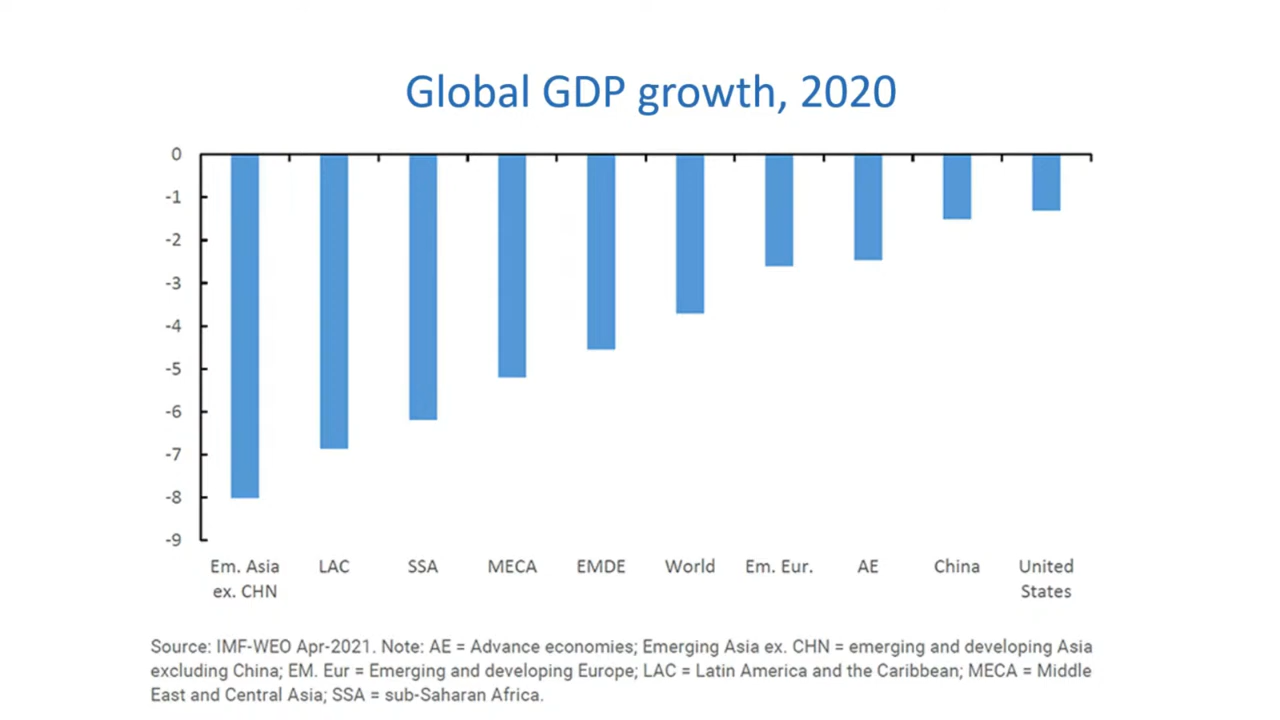 Global GDP growth, 2020
0
-1
-2
-3
-4
-5
-6
-7
-8
-9
Em. Asia LAC SSA MECA EMDE World Em. Eur. AE China United
ex. CHN States
Source: IMF-WEO Apr-2021. Note: AE = Advance economies; Emerging Asia ex. CHN = emerging and developing Asia
excluding China; EM. Eur = Emerging and developing Europe; LAC = Latin America and the Caribbean; MECA = Middle
East and Central Asia; SSA = sub-Saharan Africa.